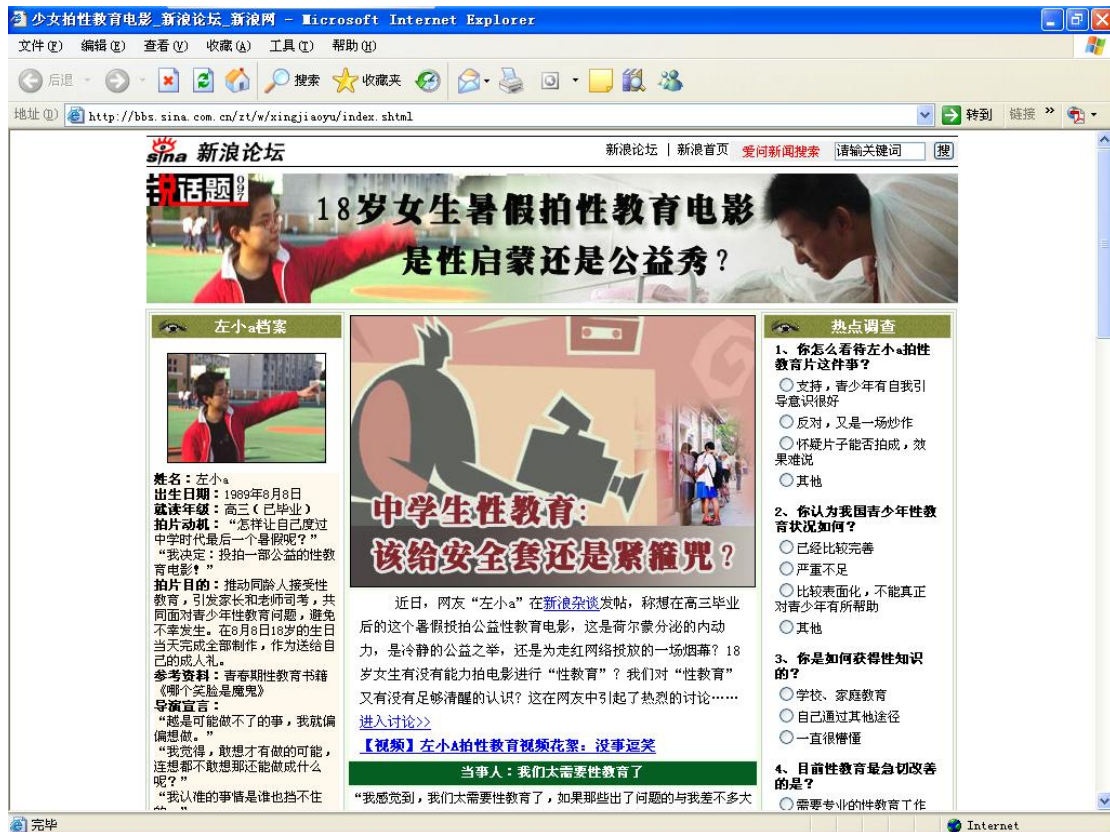 少女拍性教育电影_新浪论坛_新浪网 - Microsoft Internet Explorer
文件(F) 编辑(E) 查看(V) 收藏(A) 工具(T) 帮助(H)
后退 搜索 收藏夹
地址(D) http://bbs.sina.com.cn/zt/w/xingjiaoyu/index.shtml 转到 链接 »
sina 新浪论坛
新浪论坛 | 新浪首页 爱问新闻搜索 请输关键词 搜
锐话题 097
18岁女生暑假拍性教育电影
是性启蒙还是公益秀？
左小a档案
姓名：左小a
出生日期：1989年8月8日
就读年级：高三（已毕业）
拍片动机：“怎样让自己度过
中学时代最后一个暑假呢？”
“我决定：投拍一部公益的性教
育电影！”
拍片目的：推动同龄人接受性
教育，引发家长和老师司考，共
同面对青少年性教育问题，避免
不幸发生。在8月8日18岁的生日
当天完成全部制作，作为送给自
己的成人礼。
参考资料：青春期性教育书籍
《哪个笑脸是魔鬼》
导演宣言：
“越是可能做不了的事，我就偏
偏想做。”
“我觉得，敢想才有做的可能，
连想都不敢想那还能做成什么
呢？”
“我认准的事情是谁也挡不住
中学生性教育：
该给安全套还是紧箍咒？
近日，网友“左小a”在新浪杂谈发帖，称想在高三毕业
后的这个暑假投拍公益性教育电影，这是荷尔蒙分泌的内动
力，是冷静的公益之举，还是为走红网络投放的一场烟幕？18
岁女生有没有能力拍电影进行“性教育”？我们对“性教育”
又有没有足够清醒的认识？这在网友中引起了热烈的讨论……
进入讨论>>
【视频】左小A拍性教育视频花絮：没事逗笑
当事人：我们太需要性教育了
“我感觉到，我们太需要性教育了，如果那些出了问题的与我差不多大
热点调查
1、你怎么看待左小a拍性
教育片这件事？
支持，青少年有自我引
导意识很好
反对，又是一场炒作
怀疑片子能否拍成，效
果难说
其他
2、你认为我国青少年性教
育状况如何？
已经比较完善
严重不足
比较表面化，不能真正
对青少年有所帮助
其他
3、你是如何获得性知识
的？
学校、家庭教育
自己通过其他途径
一直很懵懂
4、目前性教育最急切改善
的是？
需要专业的性教育工作
完毕 Internet